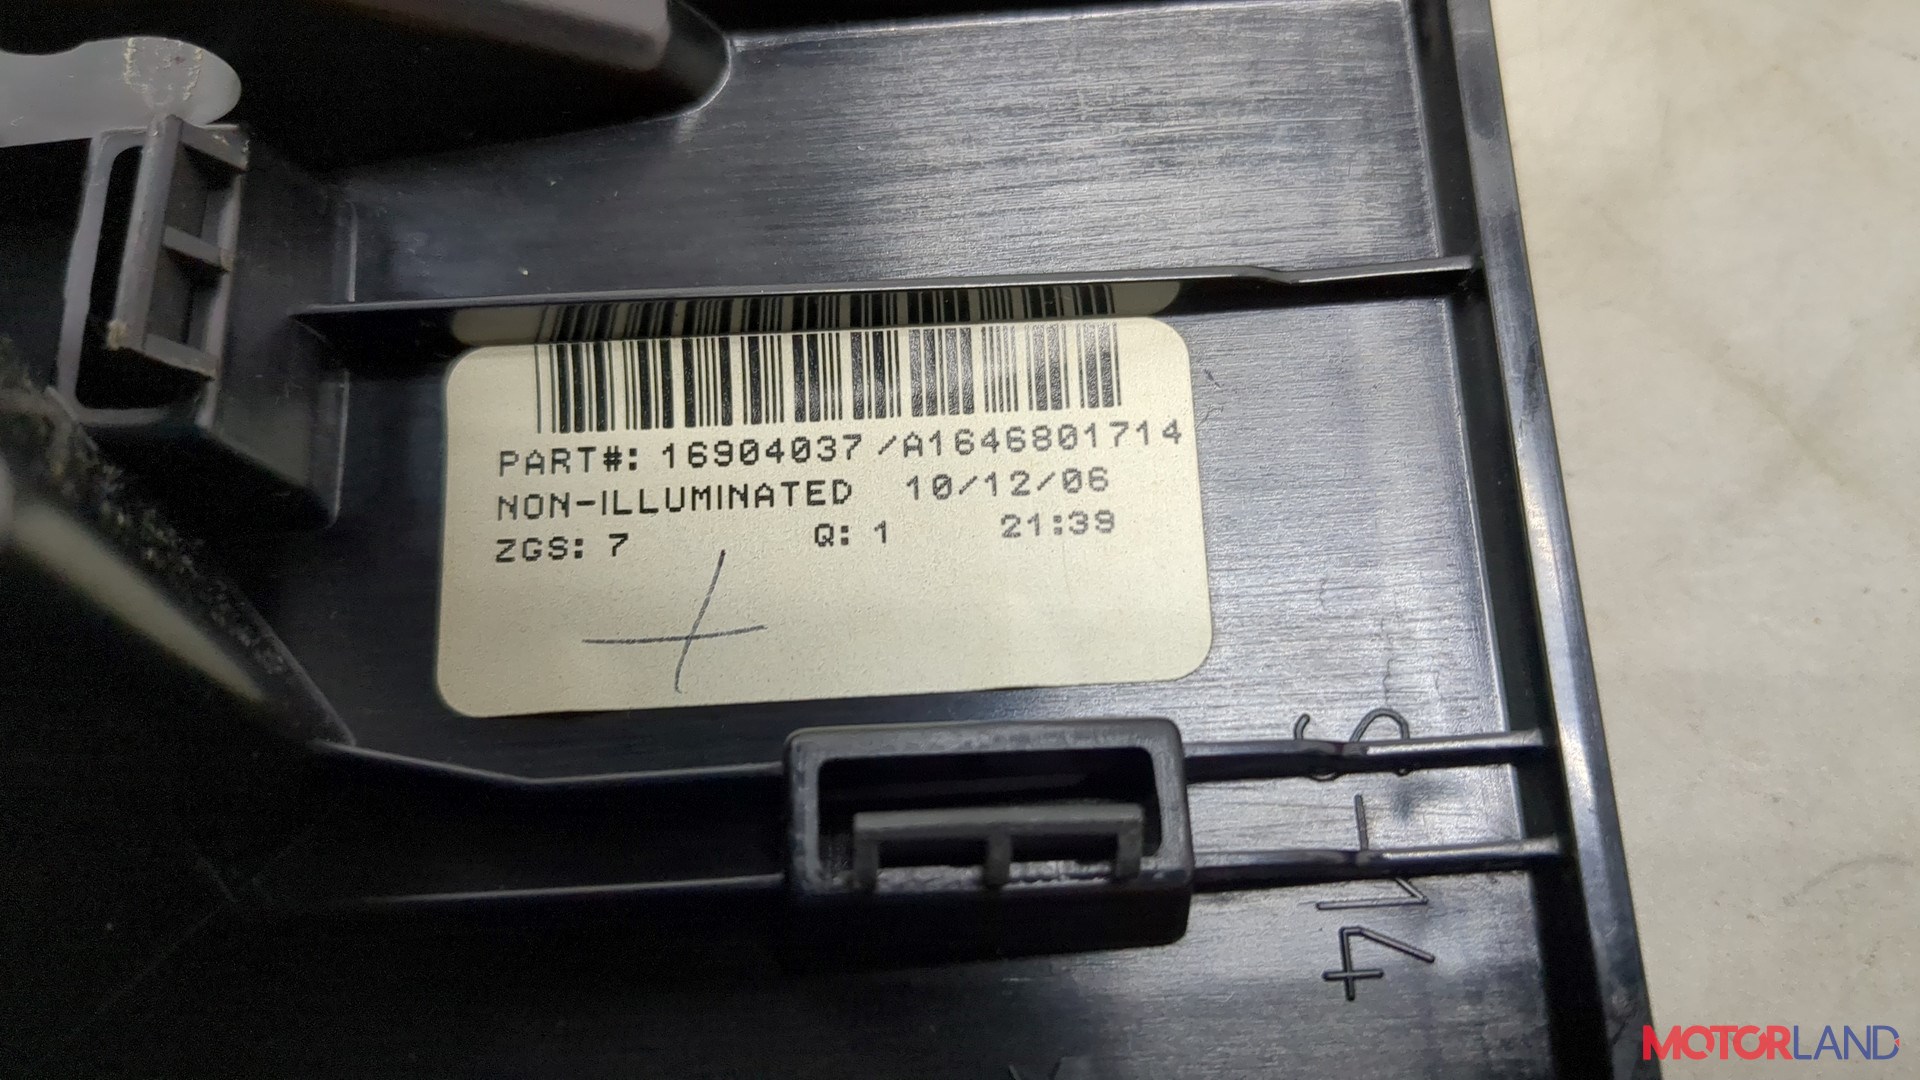 PART#: 16904037/A1646801714
NON-ILLUMINATED 10/12/06
ZGS: 7 Q: 1 21:39
MOTORLAND